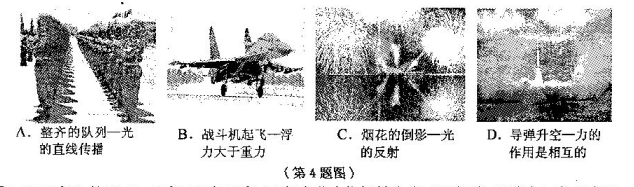 A．整齐的队列—光
的直线传播
B．战斗机起飞—浮
力大于重力
C．烟花的倒影—光
的反射
D．导弹升空—力的
作用是相互的
（第4题图）